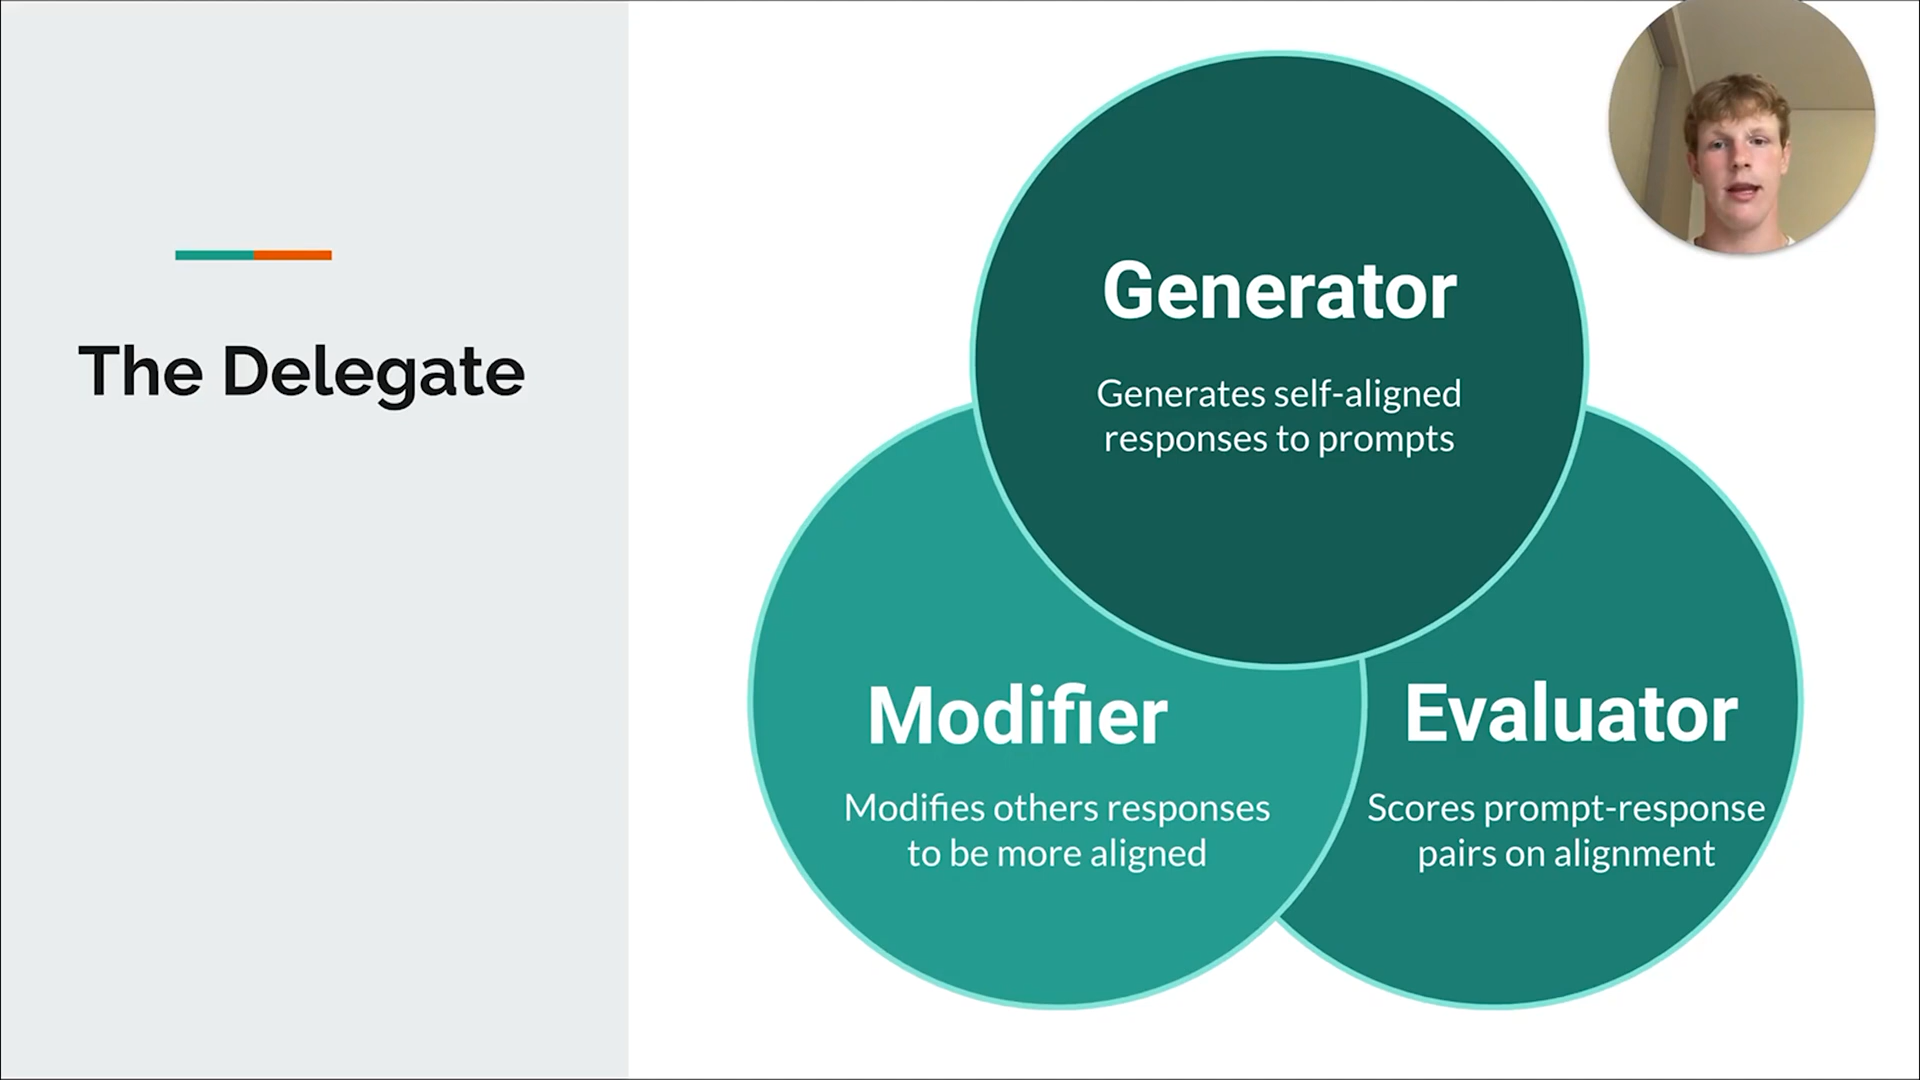 The Delegate
Generator
Generates self-aligned
responses to prompts
Modifier
Modifies others responses
to be more aligned
Evaluator
Scores prompt-response
pairs on alignment